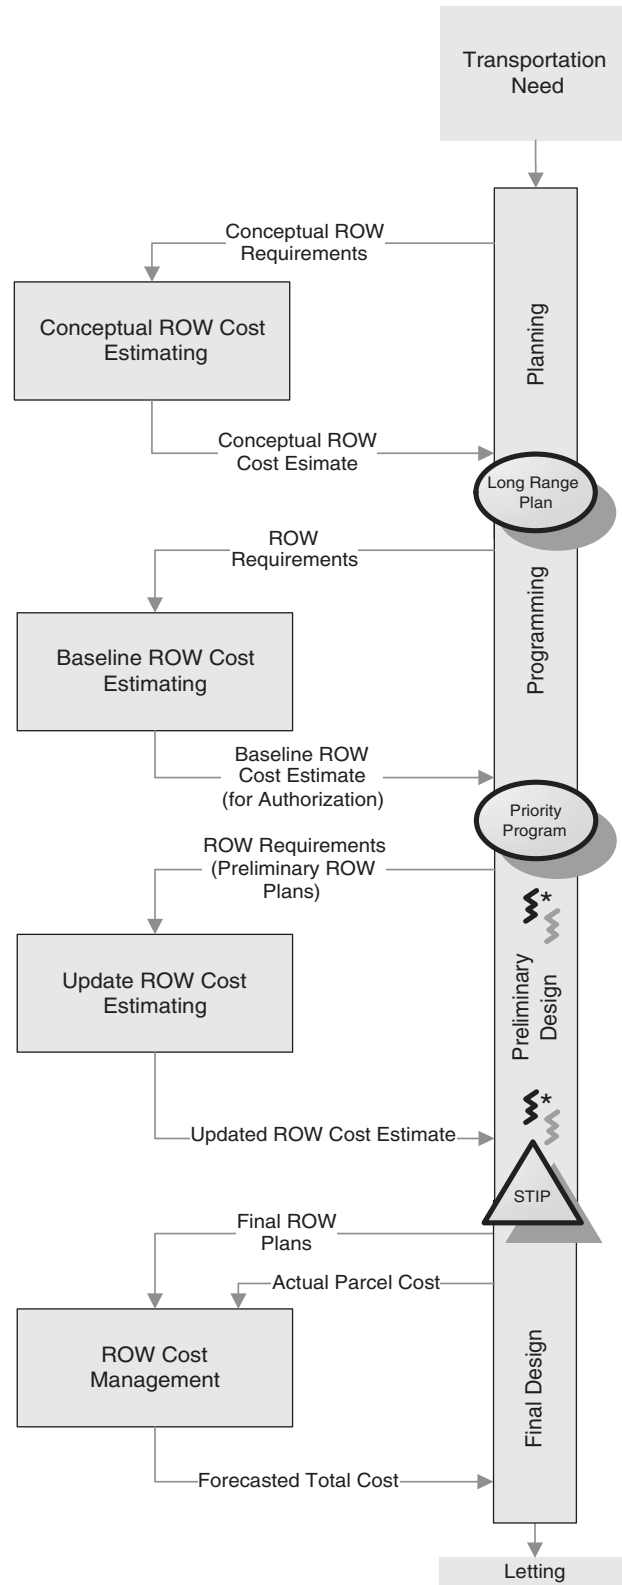 Transportation
Need
Conceptual ROW
Requirements
Planning
Conceptual ROW Cost
Estimating
Conceptual ROW
Cost Esimate
Long Range
Plan
ROW
Requirements
Programming
Baseline ROW Cost
Estimating
Baseline ROW
Cost Estimate
(for Authorization)
Priority
Program
ROW Requirements
(Preliminary ROW
Plans)
*
Preliminary
Design
Update ROW Cost
Estimating
*
Updated ROW Cost Estimate
STIP
Final ROW
Plans
Actual Parcel Cost
ROW Cost
Management
Final Design
Forecasted Total Cost
Letting